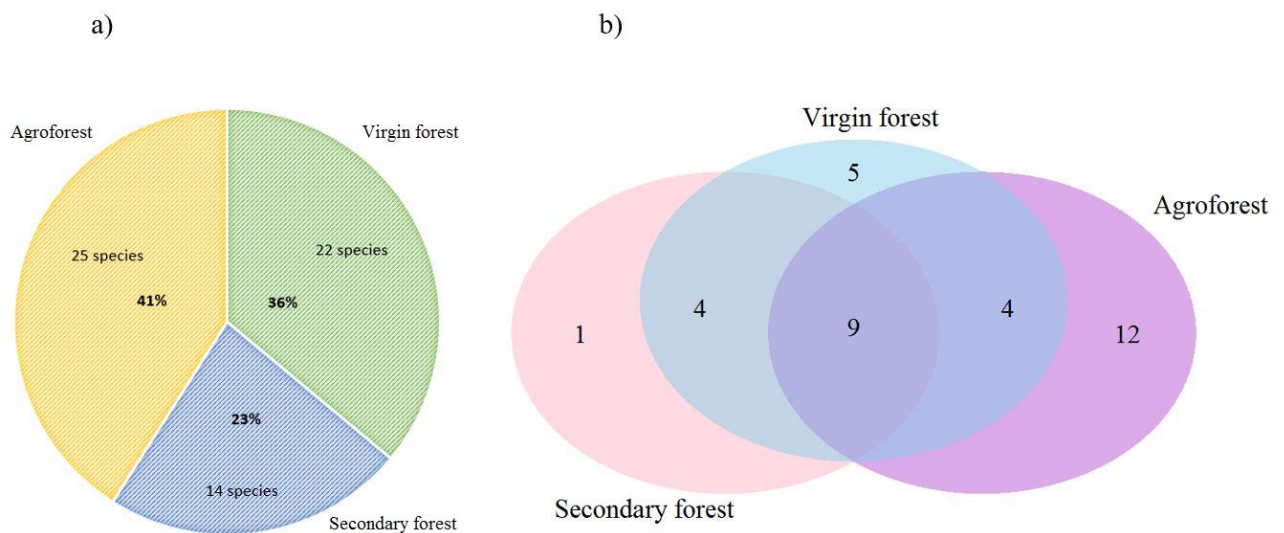 a)
Agroforest
Virgin forest
25 species
22 species
41%
36%
23%
14 species
Secondary forest
b)
Virgin forest
5
Agroforest
1
4
9
4
12
Secondary forest